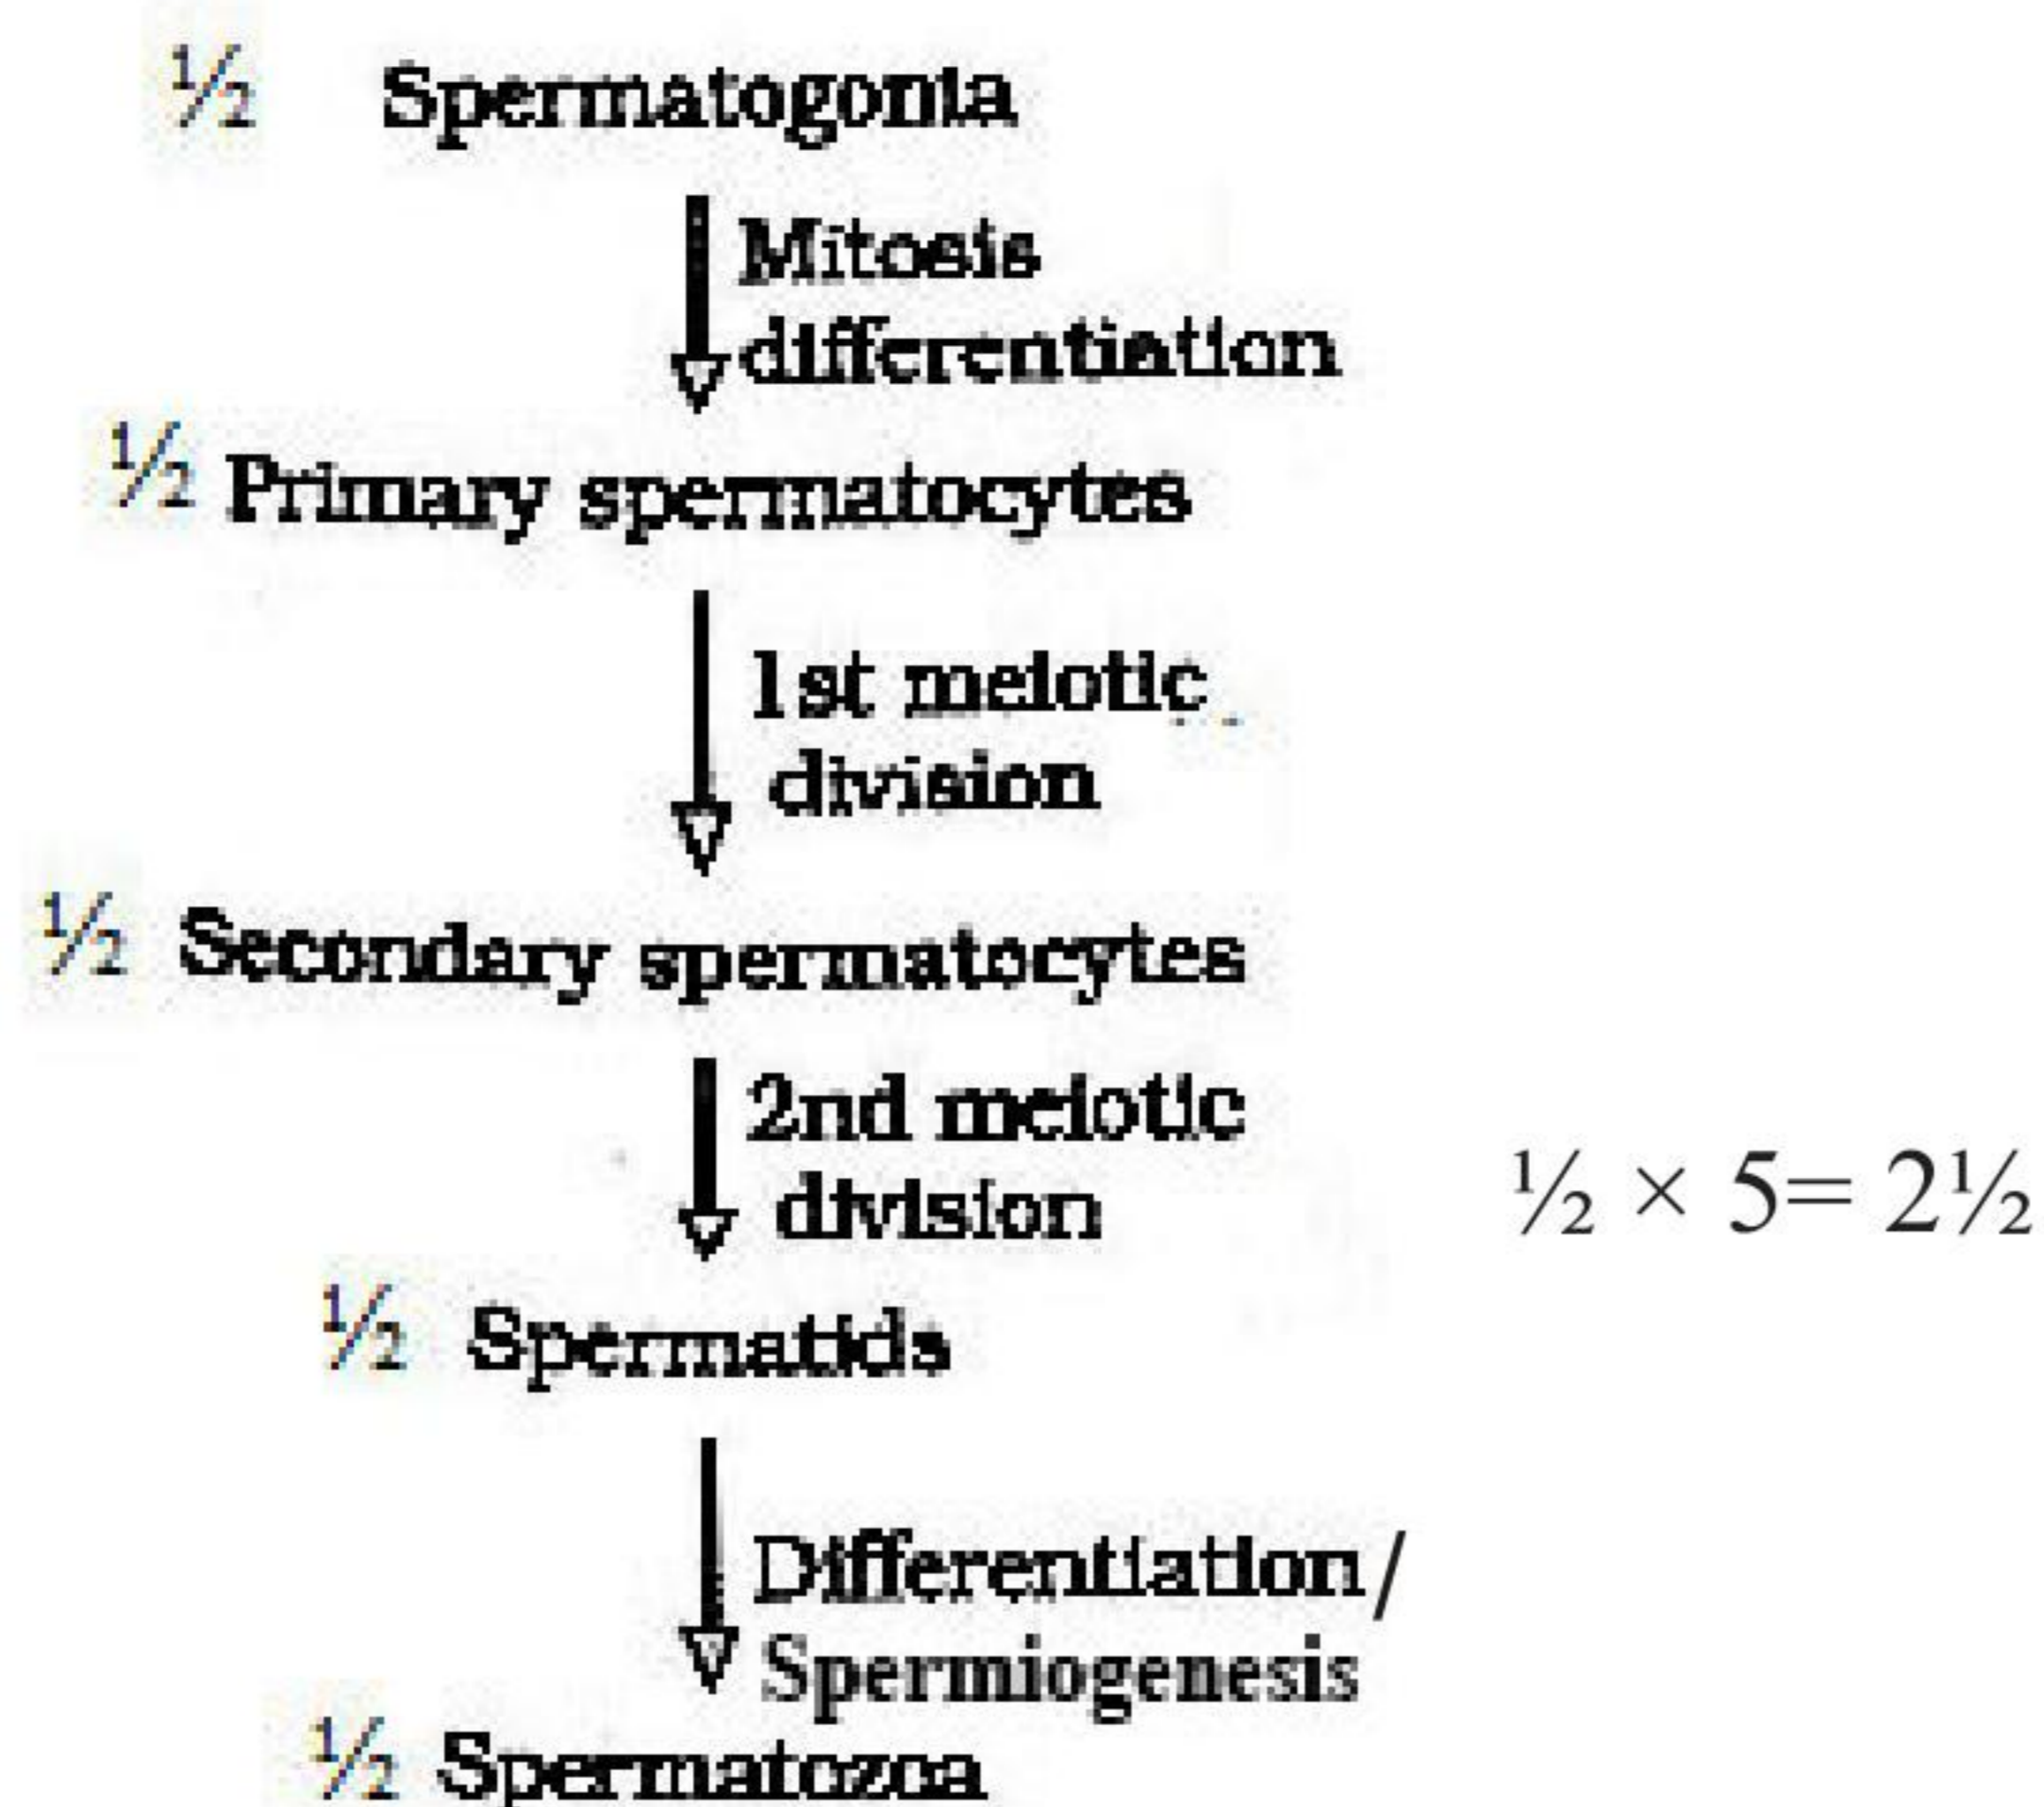 ½ Spermatogonia
Mitosis
differentiation
½ Primary spermatocytes
1st meiotic
division
½ Secondary spermatocytes
2nd meiotic
division
½ × 5= 2½
½ Spermatids
Differentiation/
Spermiogenesis
½ Spermatozoa